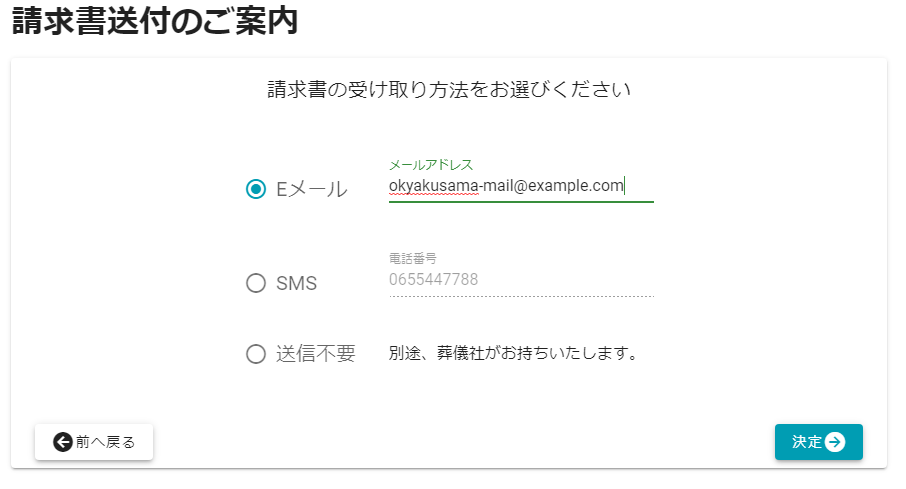 請求書送付のご案内
請求書の受け取り方法をお選びください
メールアドレス
Eメール okyakusama-mail@example.com
電話番号
SMS 0655447788
送信不要 別途、葬儀社がお持ちいたします。
前へ戻る 決定